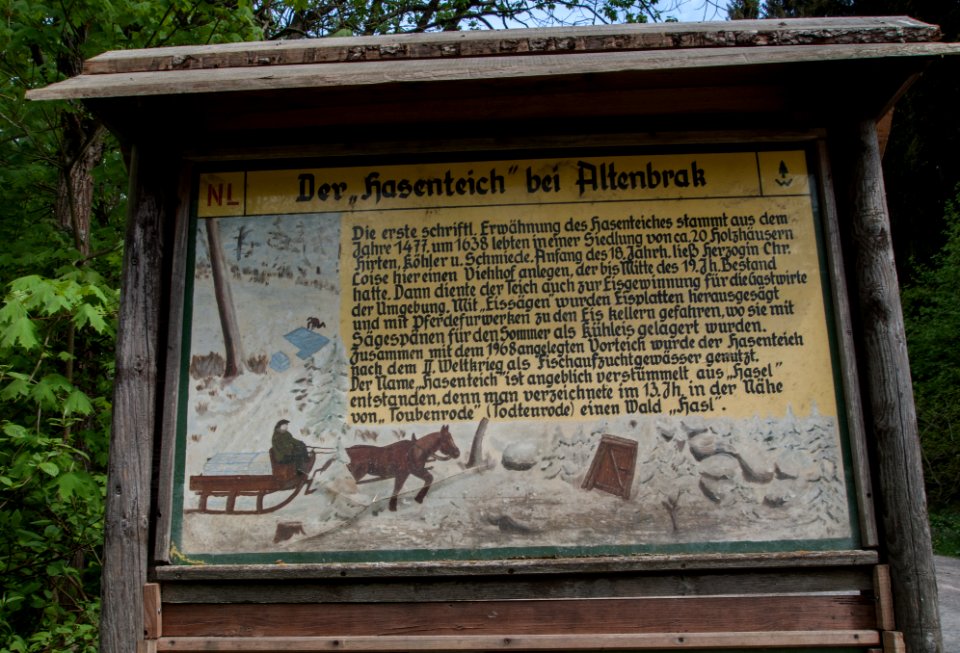 NL
Der „Hasenteich" bei Altenbrak
Die erste schriftl. Erwähnung des Hasenteiches stammt aus dem
Jahre 1477. um 1638 lebten in einer Siedlung von ca. 20 Holzhäusern
Hirten, Köhler u. Schmiede. Anfang des 18. Jahrh. ließ Herzogin Chr.
Loise hier einen Viehhof anlegen, der bis Mitte des 19. Jh. Bestand
hatte. Dann diente der Teich auch zur Eisgewinnung für die Gastwirte
der Umgebung. Mit „Eissägen" wurden Eisplatten herausgesägt
und mit Pferdefurwerken zu den Eis kellern gefahren, wo sie mit
Sägespänen für den Sommer als Kühleis gelagert wurden.
Zusammen mit dem 1968 angelegten Vorteich wurde der Hasenteich
nach dem II. Weltkrieg als Fischaufzuchtgewässer genutzt.
Der Name „Hasenteich" ist angeblich verstümmelt aus „Hasel"
entstanden, denn man verzeichnete im 13. Jh. in der Nähe
von „Toubenrode" (Todtenrode) einen Wald „Hasl".